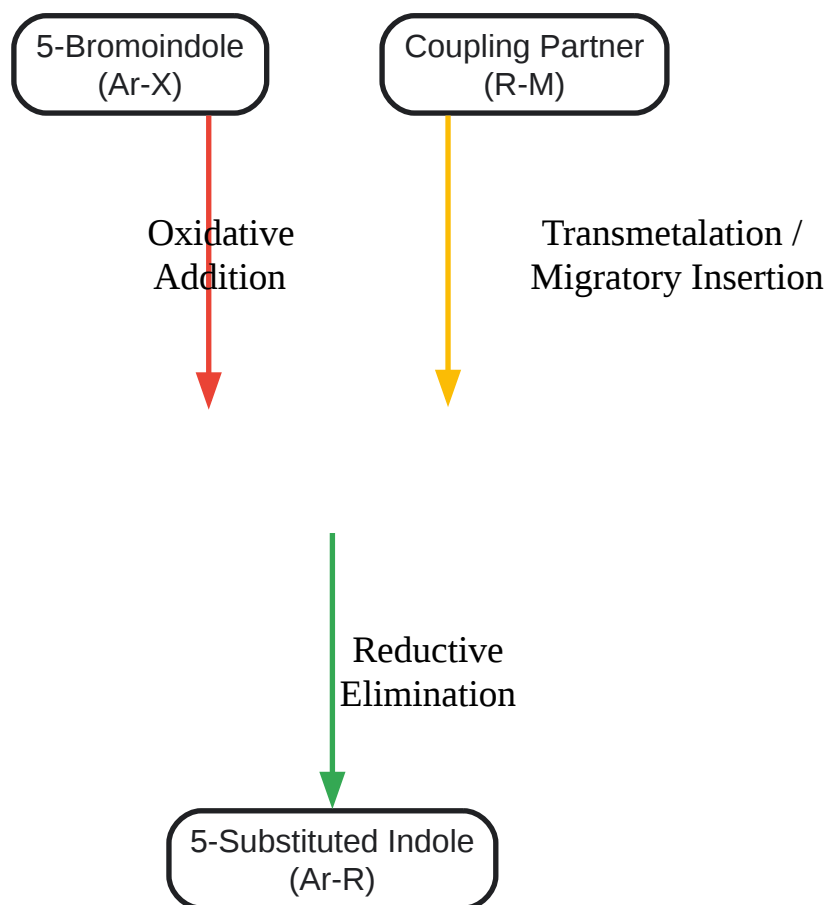 5-Bromoindole
(Ar-X)
Coupling Partner
(R-M)
Oxidative
Addition
Transmetalation /
Migratory Insertion
Reductive
Elimination
5-Substituted Indole
(Ar-R)